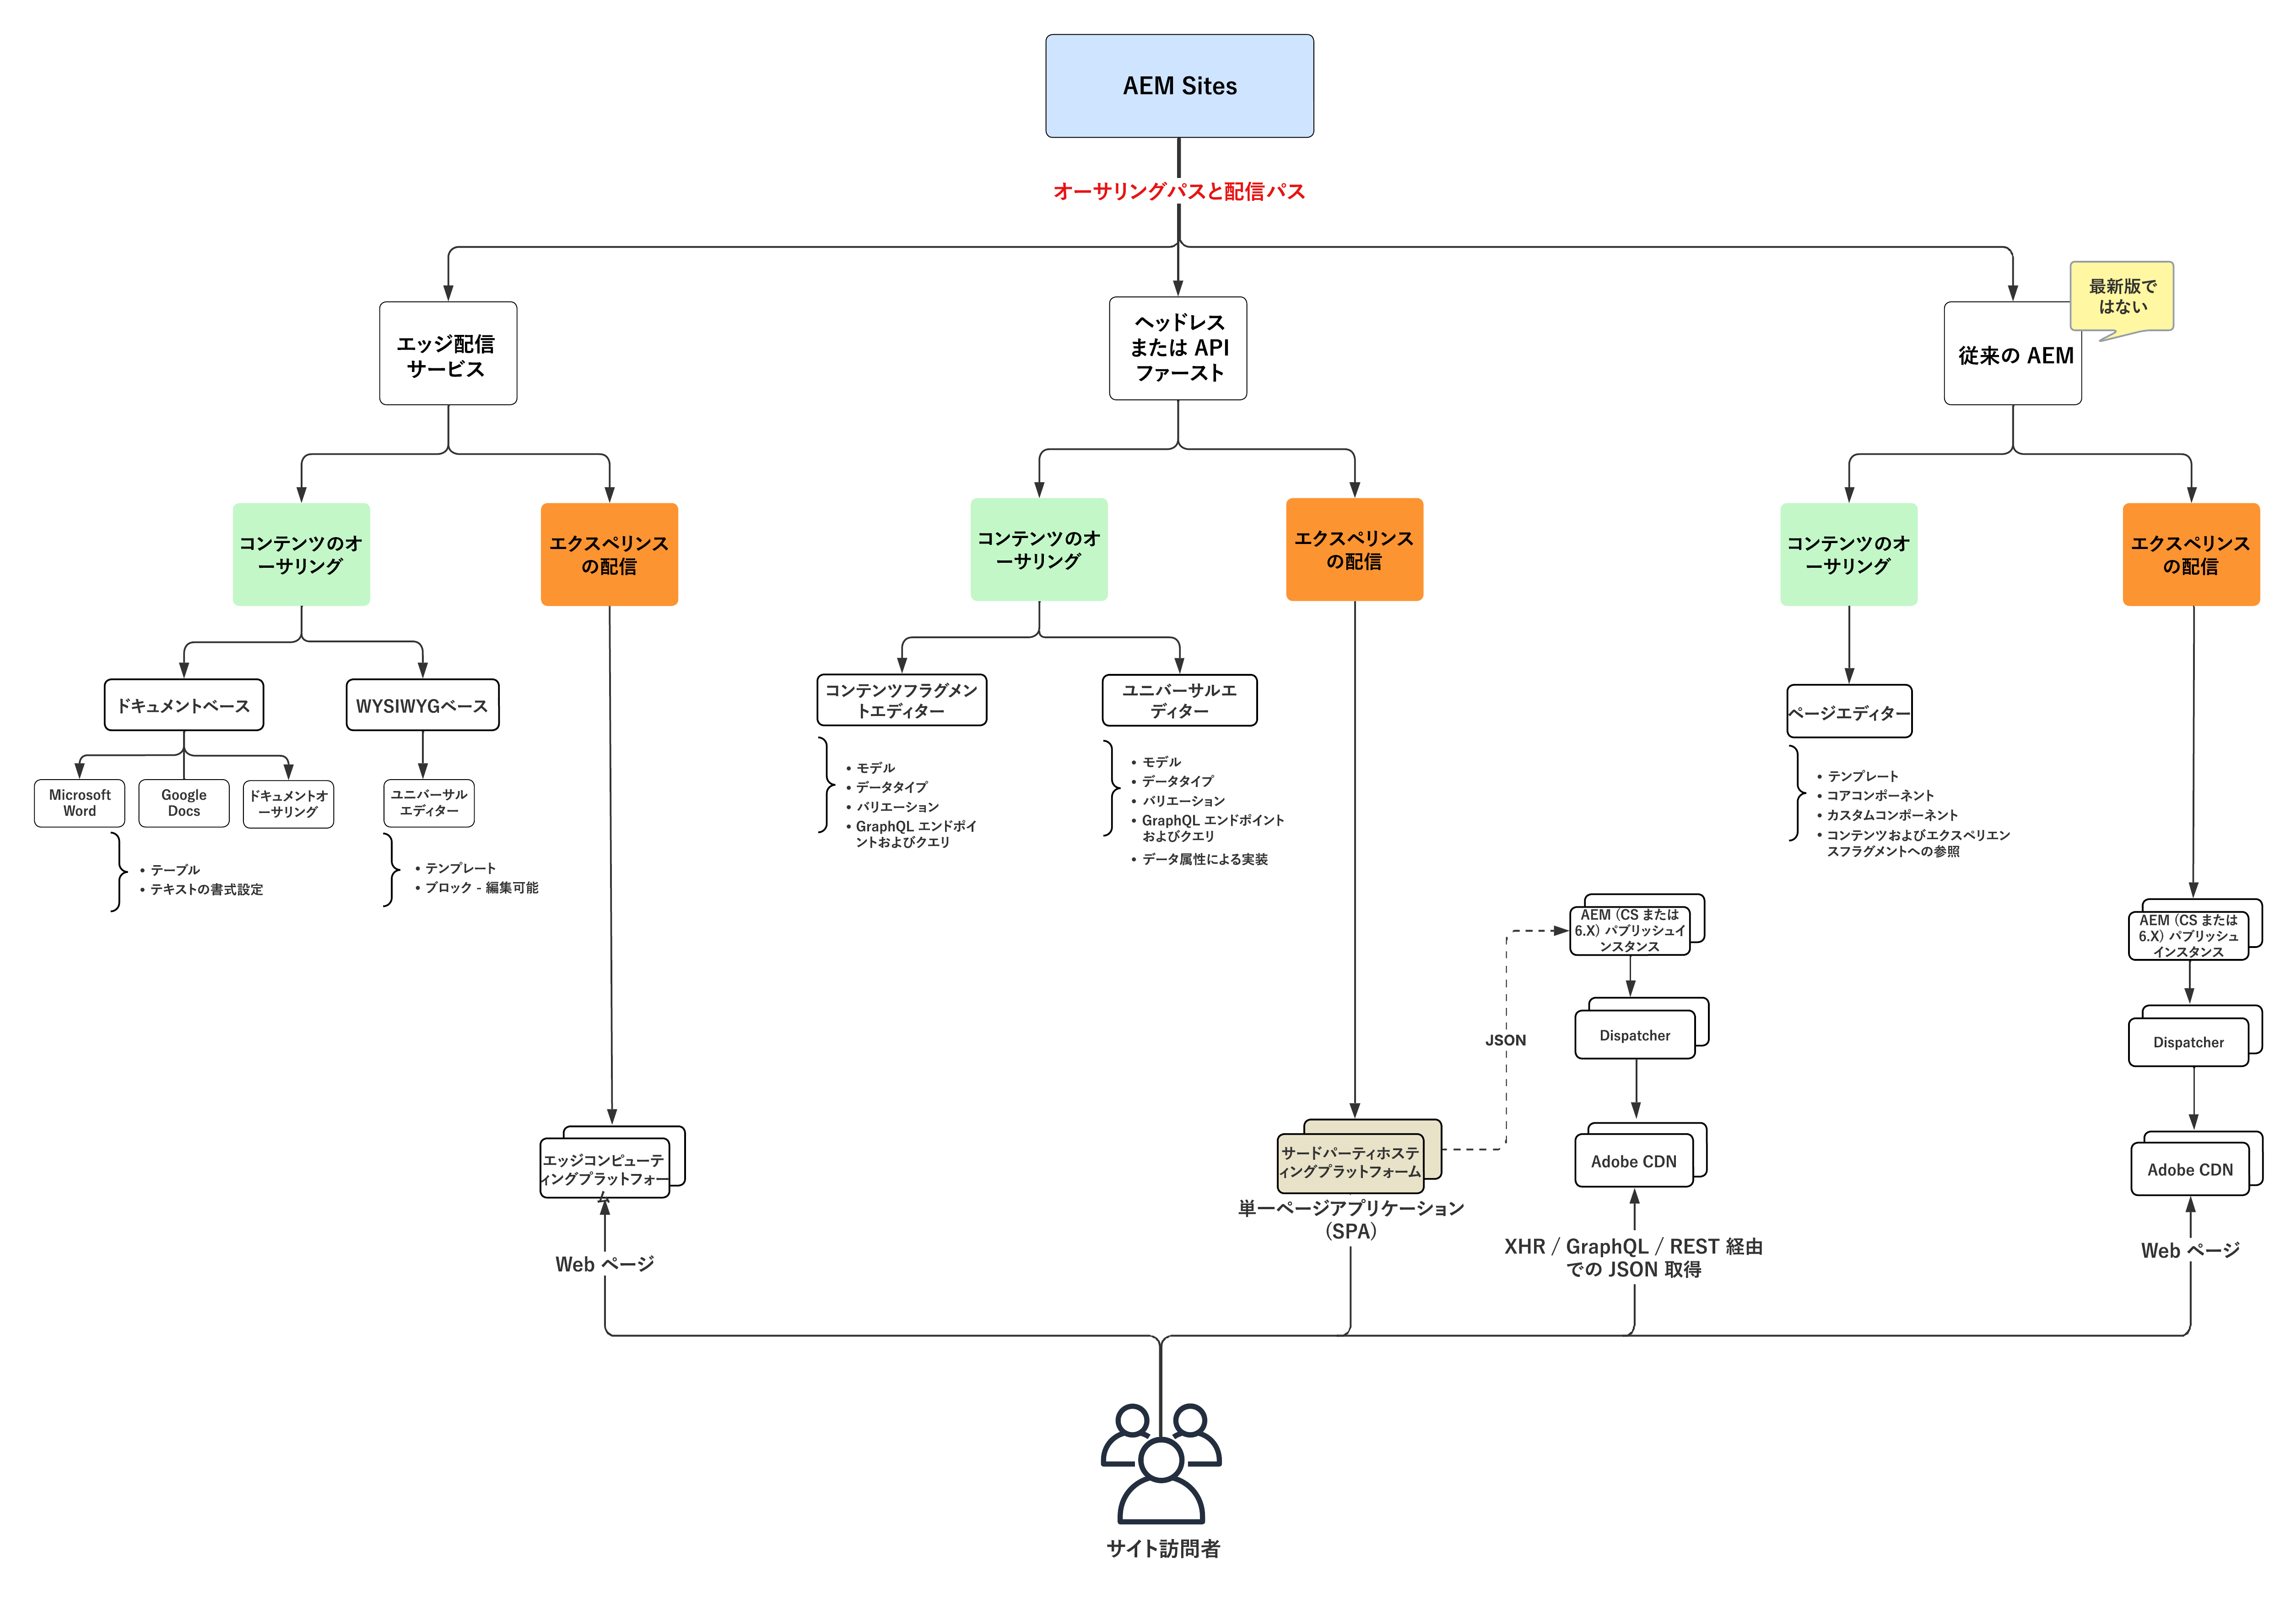 AEM Sites
オーサリングパスと配信パス
エッジ配信
サービス
ヘッドレス
または API
ファースト
従来の AEM
最新版で
はない
コンテンツのオ
ーサリング
エクスペリンス
の配信
コンテンツのオ
ーサリング
エクスペリンス
の配信
コンテンツのオ
ーサリング
エクスペリンス
の配信
ドキュメントベース
WYSIWYGベース
コンテンツフラグメン
トエディター
ユニバーサルエ
ディター
ページエディター
Microsoft
Word
Google
Docs
ドキュメントオ
ーサリング
ユニバーサル
エディター
• テーブル
• テキストの書式設定
• テンプレート
• ブロック - 編集可能
• モデル
• データタイプ
• バリエーション
• GraphQL エンドポイ
ントおよびクエリ
• モデル
• データタイプ
• バリエーション
• GraphQL エンドポイント
およびクエリ
• データ属性による実装
• テンプレート
• コアコンポーネント
• カスタムコンポーネント
• コンテンツおよびエクスペリエン
スフラグメントへの参照
AEM（CS または
6.X）パブリッシュイ
ンスタンス
AEM（CS または
6.X）パブリッシュ
インスタンス
JSON
Dispatcher
Dispatcher
エッジコンピューテ
ィングプラットフォー
ム
サードパーティホステ
ィングプラットフォーム
Adobe CDN
Adobe CDN
単一ページアプリケーション
（SPA）
Web ページ
XHR / GraphQL / REST 経由
での JSON 取得
Web ページ
サイト訪問者